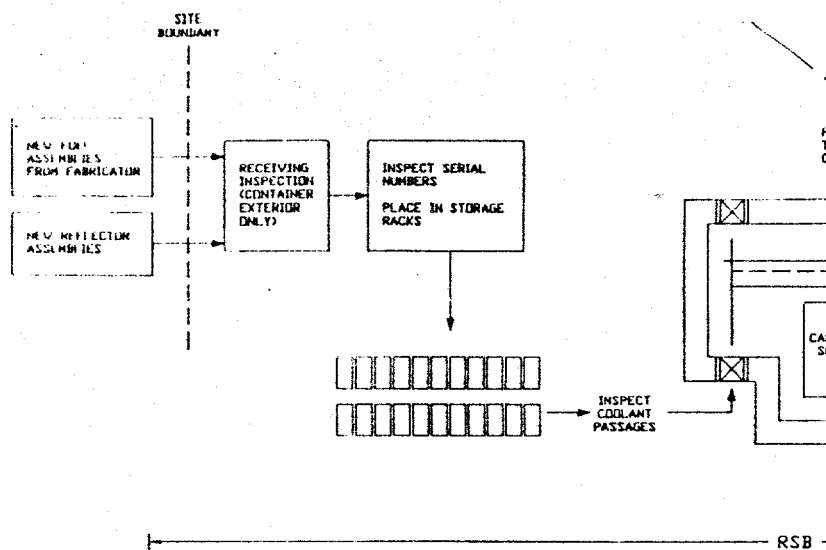 SITE
BOUNDARY
NEW FUEL
ASSEMBLIES
FROM FABRICATOR
NEW REFLECTOR
ASSEMBLIES
RECEIVING
INSPECTION
(CONTAINER
EXTERIOR
ONLY)
INSPECT SERIAL
NUMBERS
PLACE IN STORAGE
RACKS
INSPECT
COOLANT
PASSAGES
RSB